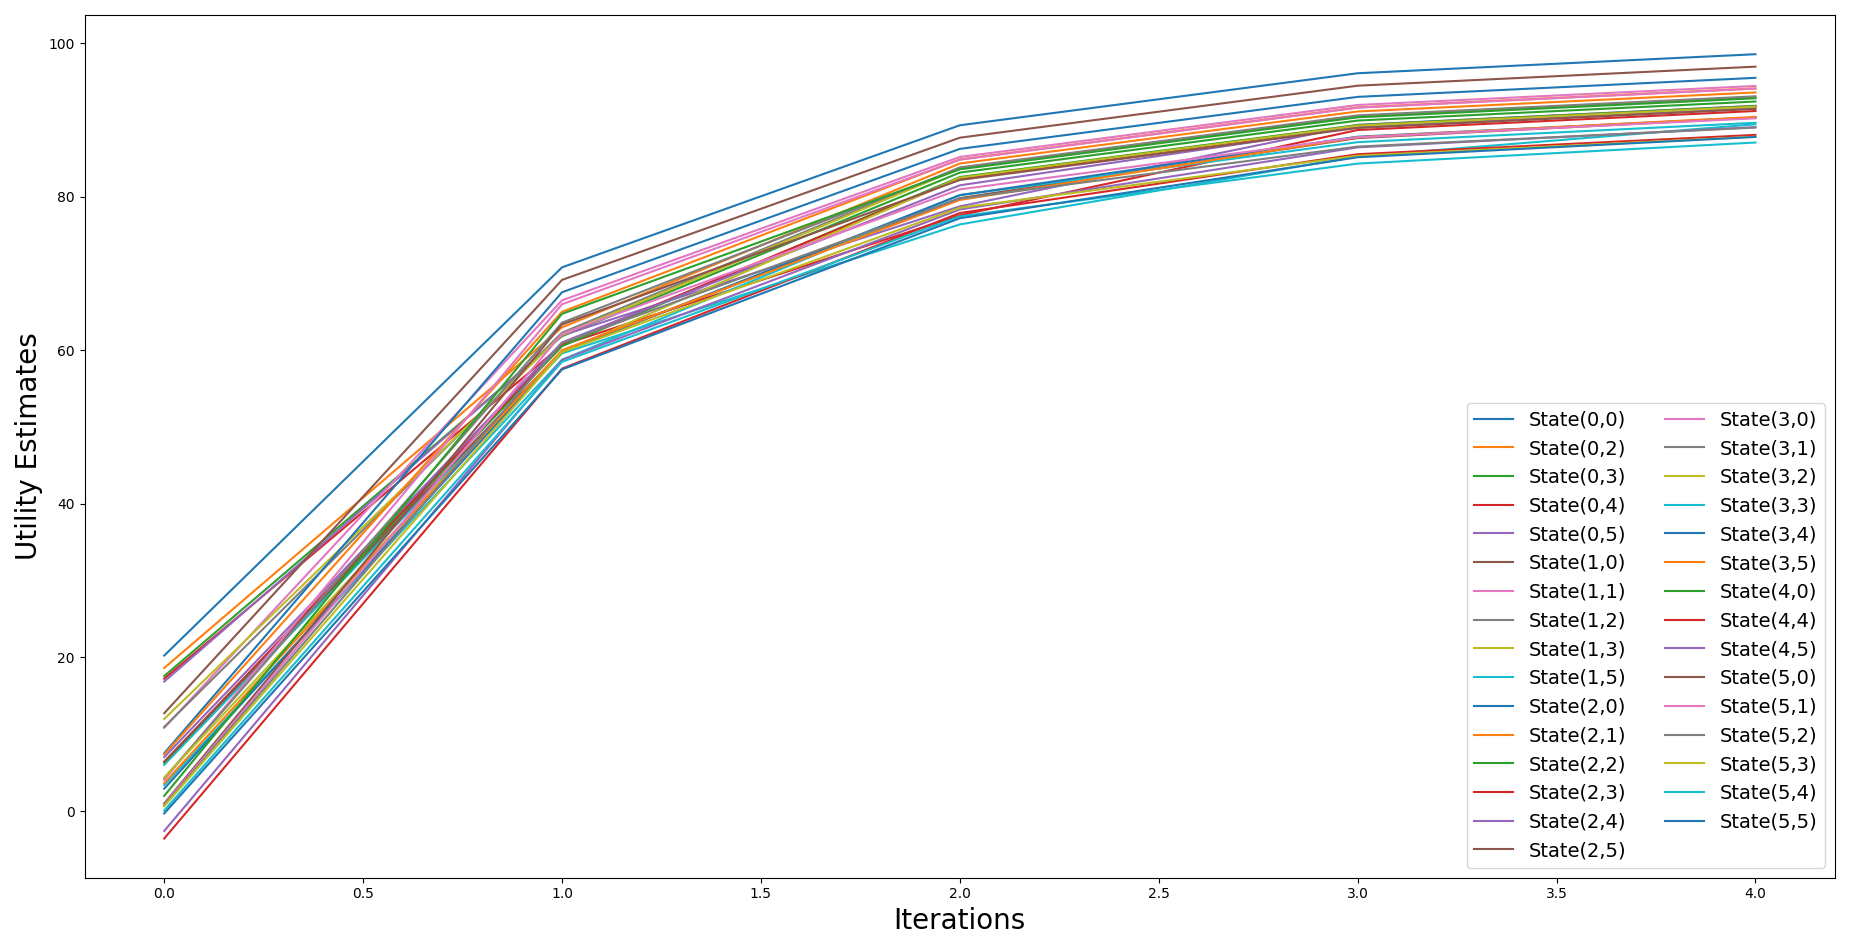 100
80
60
40
20
0
Utility Estimates
0.0 0.5 1.0 1.5 2.0 2.5 3.0 3.5 4.0
Iterations
State(0,0)
State(0,2)
State(0,3)
State(0,4)
State(0,5)
State(1,0)
State(1,1)
State(1,2)
State(1,3)
State(1,5)
State(2,0)
State(2,1)
State(2,2)
State(2,3)
State(2,4)
State(2,5)
State(3,0)
State(3,1)
State(3,2)
State(3,3)
State(3,4)
State(3,5)
State(4,0)
State(4,4)
State(4,5)
State(5,0)
State(5,1)
State(5,2)
State(5,3)
State(5,4)
State(5,5)